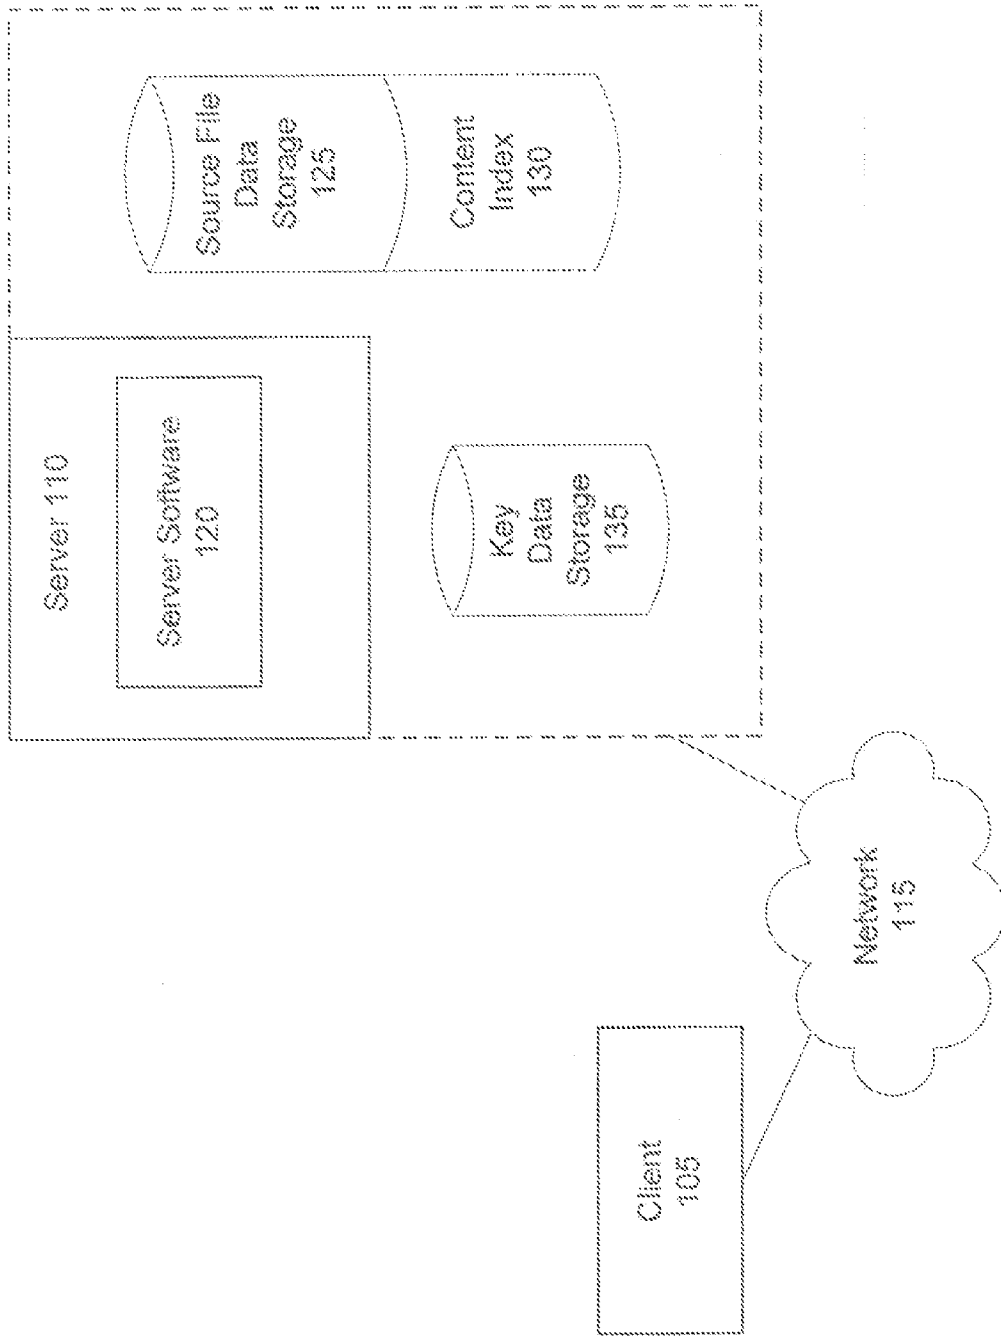 Server 110
Server Software
120
Source File
Data
Storage
125
Content
Index
130
Key
Data
Storage
135
Client
105
Network
115